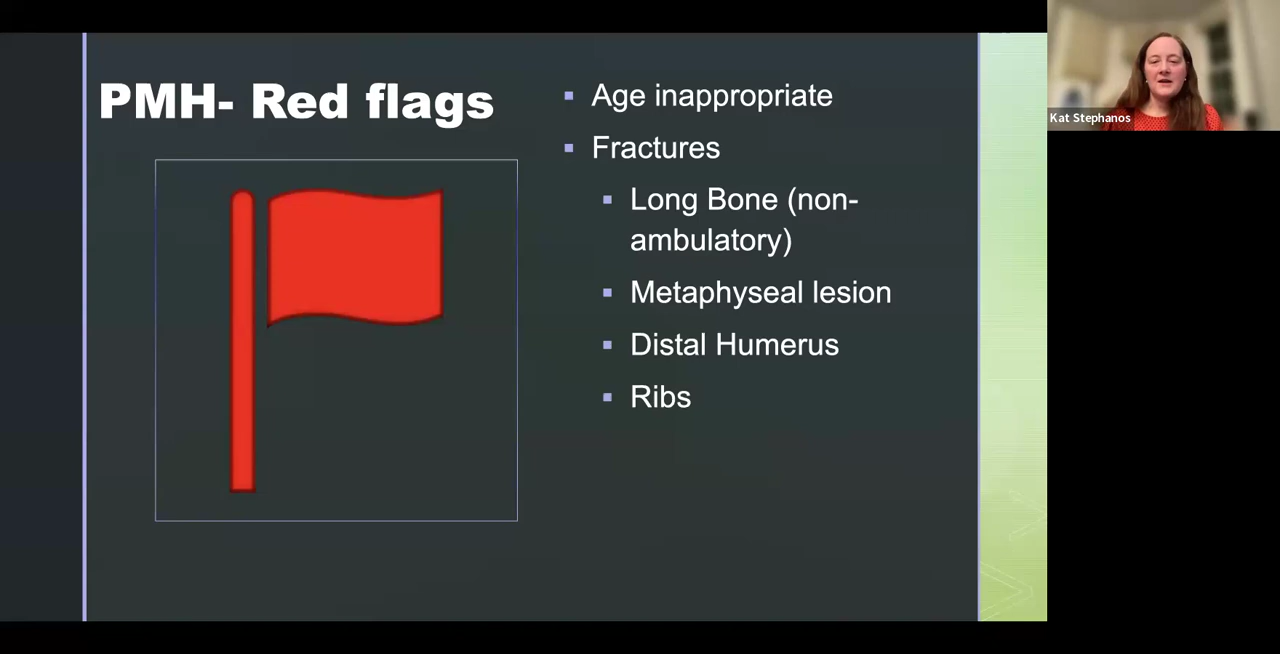 PMH- Red flags
Age inappropriate
Fractures
Long Bone (non-
ambulatory)
Metaphyseal lesion
Distal Humerus
Ribs
Kat Stephanos